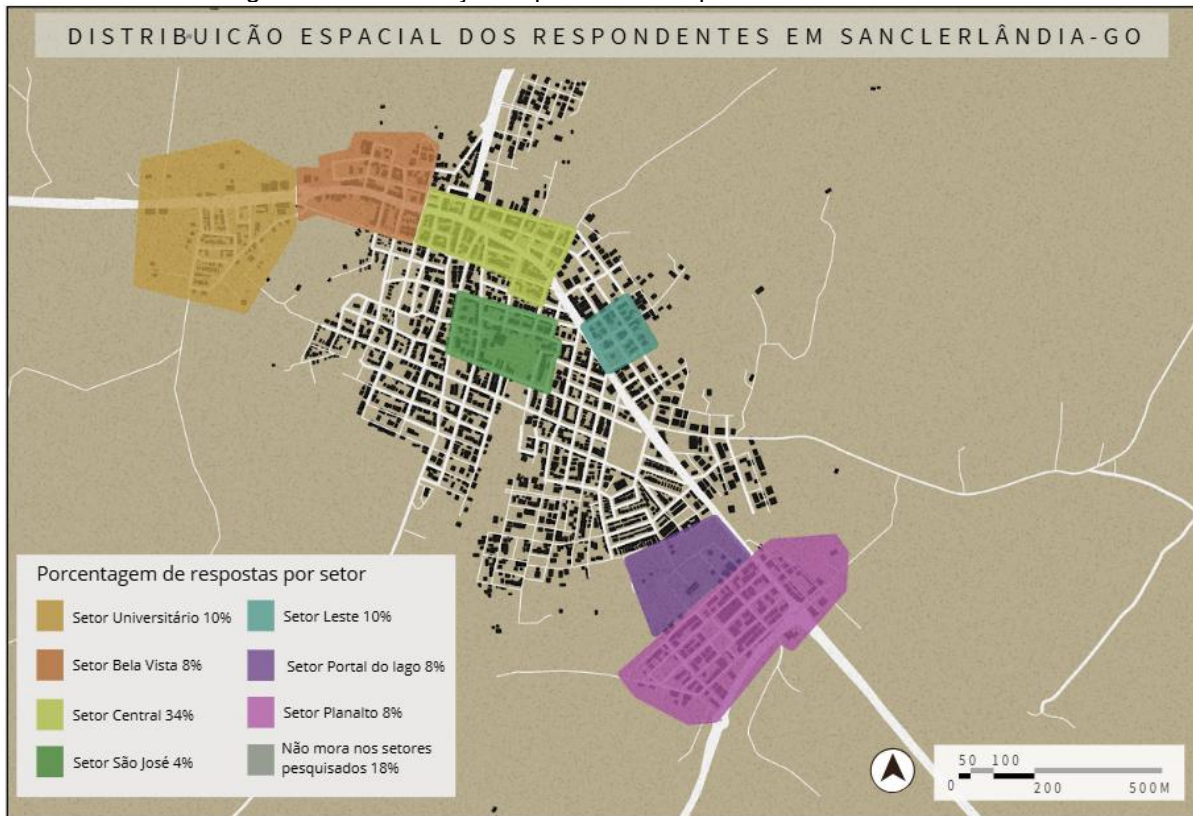 DISTRIBUICÃO ESPACIAL DOS RESPONDENTES EM SANCLERLÂNDIA-GO
Porcentagem de respostas por setor
Setor Universitário 10%
Setor Bela Vista 8%
Setor Central 34%
Setor São José 4%
Setor Leste 10%
Setor Portal do lago 8%
Setor Planalto 8%
Não mora nos setores
pesquisados 18%
50 100
0 200 500M